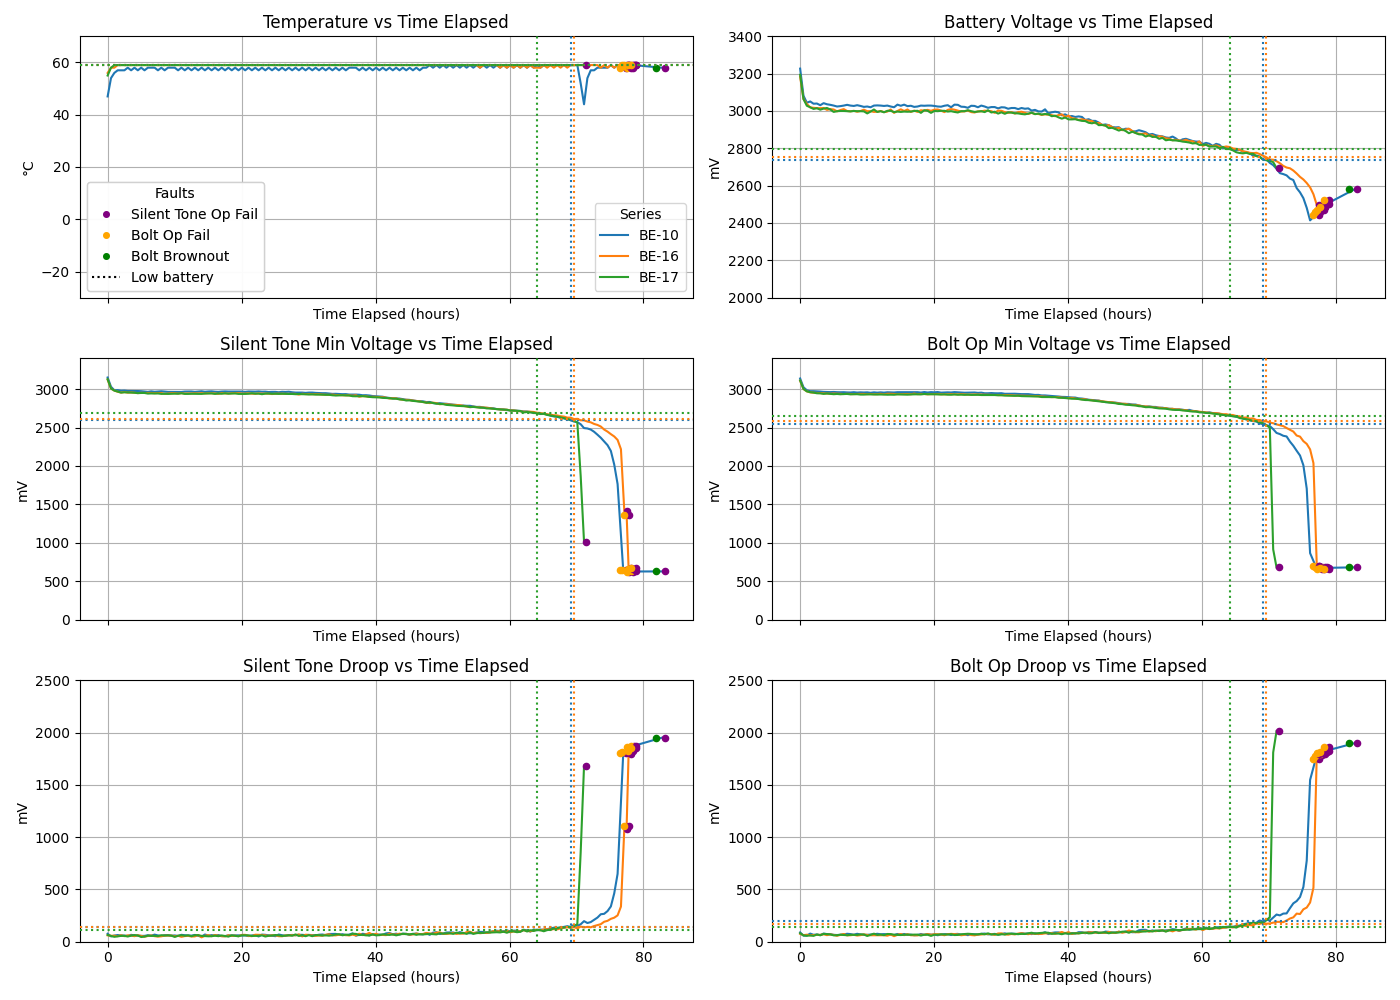 Temperature vs Time Elapsed
60
40
20
0
−20
°C
Faults
Silent Tone Op Fail
Bolt Op Fail
Bolt Brownout
Low battery
Series
BE-10
BE-16
BE-17
Time Elapsed (hours)
Battery Voltage vs Time Elapsed
3400
3200
3000
2800
2600
2400
2200
2000
mV
Time Elapsed (hours)
Silent Tone Min Voltage vs Time Elapsed
3000
2500
2000
1500
1000
500
0
mV
Time Elapsed (hours)
Bolt Op Min Voltage vs Time Elapsed
3000
2500
2000
1500
1000
500
0
mV
Time Elapsed (hours)
Silent Tone Droop vs Time Elapsed
2500
2000
1500
1000
500
0
mV
0 20 40 60 80
Time Elapsed (hours)
Bolt Op Droop vs Time Elapsed
2500
2000
1500
1000
500
0
mV
0 20 40 60 80
Time Elapsed (hours)